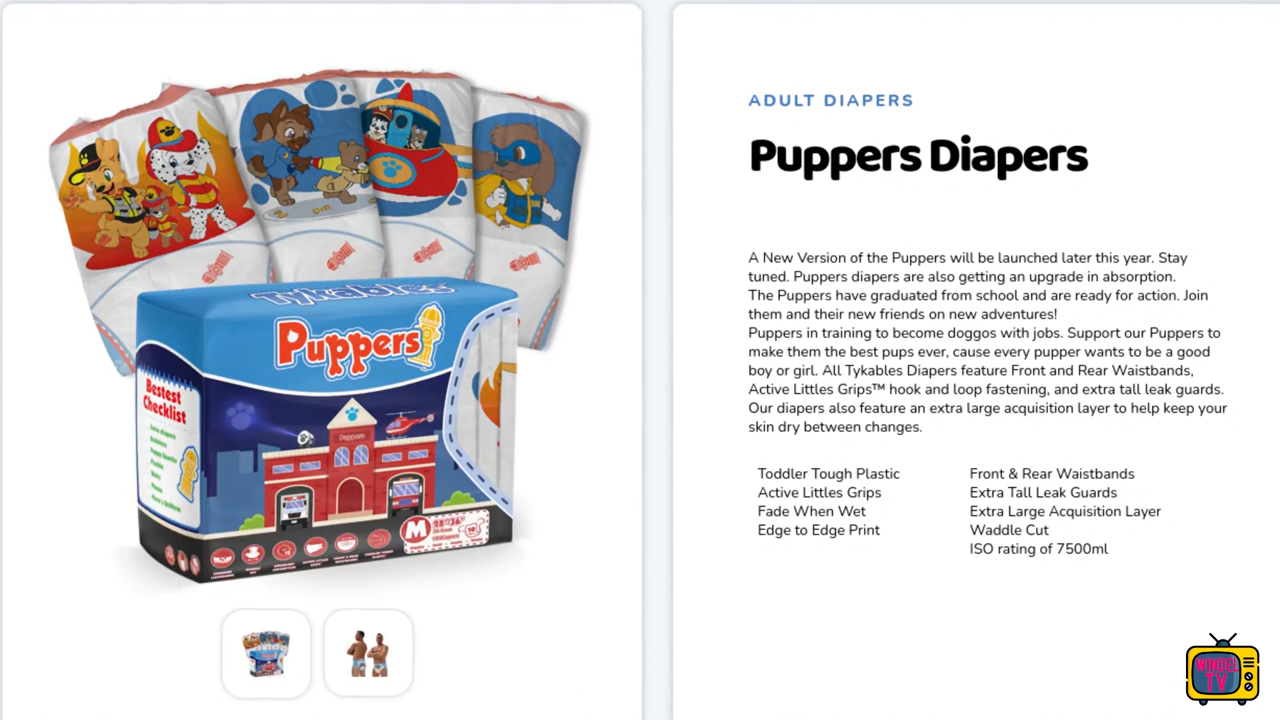 ADULT DIAPERS
Puppers Diapers
A New Version of the Puppers will be launched later this year. Stay
tuned. Puppers diapers are also getting an upgrade in absorption.
The Puppers have graduated from school and are ready for action. Join
them and their new friends on new adventures!
Puppers in training to become doggos with jobs. Support our Puppers to
make them the best pups ever, cause every pupper wants to be a good
boy or girl. All Tykables Diapers feature Front and Rear Waistbands,
Active Littles Grips™ hook and loop fastening, and extra tall leak guards.
Our diapers also feature an extra large acquisition layer to help keep your
skin dry between changes.
Toddler Tough Plastic
Active Littles Grips
Fade When Wet
Edge to Edge Print
Front & Rear Waistbands
Extra Tall Leak Guards
Extra Large Acquisition Layer
Waddle Cut
ISO rating of 7500ml
Tykables
Puppers
Bestest
Checklist
Puppers
M
WINDEL
TV